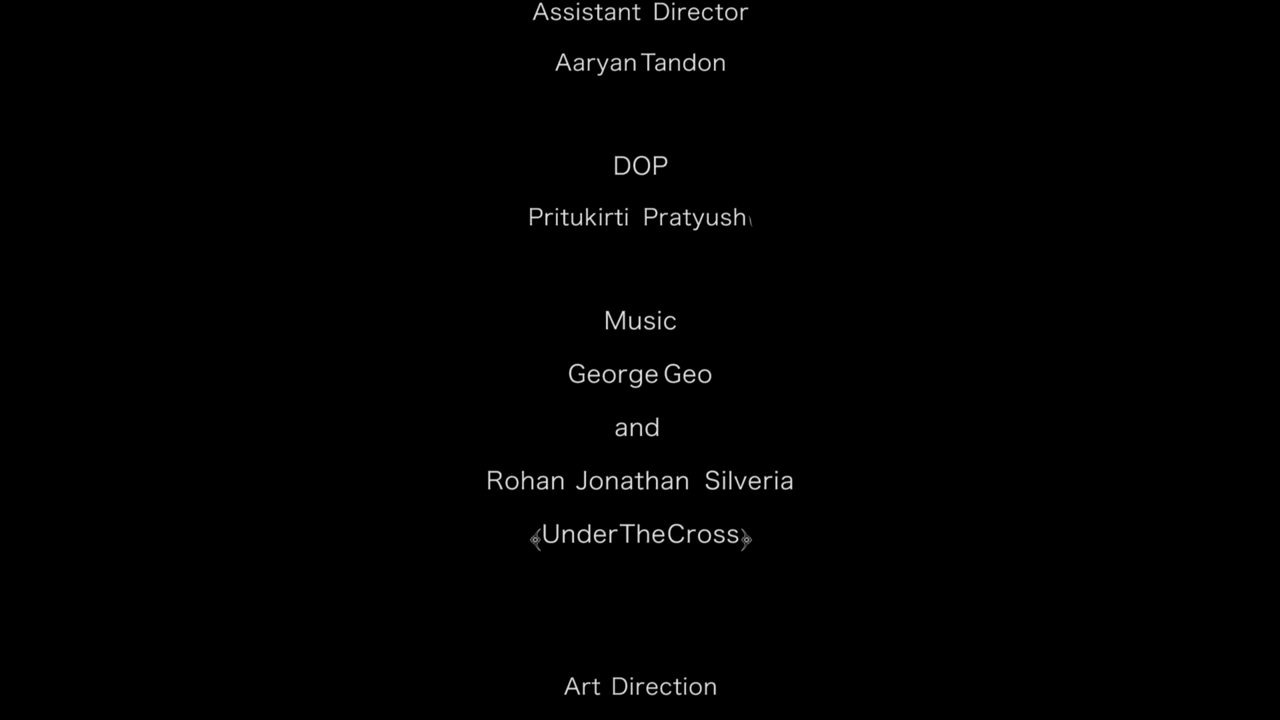 Assistant Director
Aaryan Tandon
DOP
Pritukirti Pratyush\
Music
George Geo
and
Rohan Jonathan Silveria
﴾UnderTheCross﴿
Art Direction